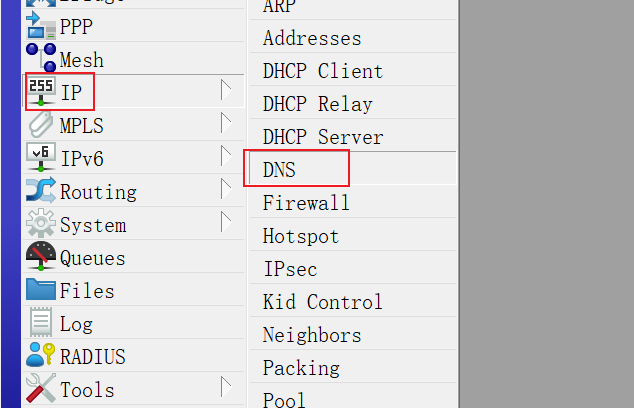 PPP
Mesh
255 IP
MPLS
v6 IPv6
Routing
System
Queues
Files
Log
RADIUS
Tools
ARP
Addresses
DHCP Client
DHCP Relay
DHCP Server
DNS
Firewall
Hotspot
IPsec
Kid Control
Neighbors
Packing
Pool